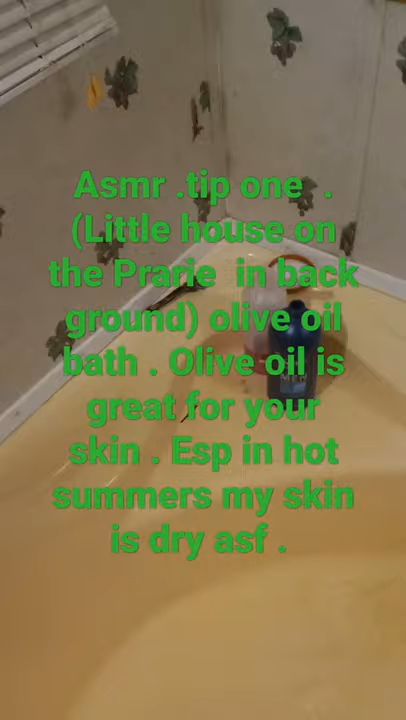 Asmr .tip one .
(Little house on
the Prarie in back
ground) olive oil
bath . Olive oil is
great for your
skin . Esp in hot
summers my skin
is dry asf .